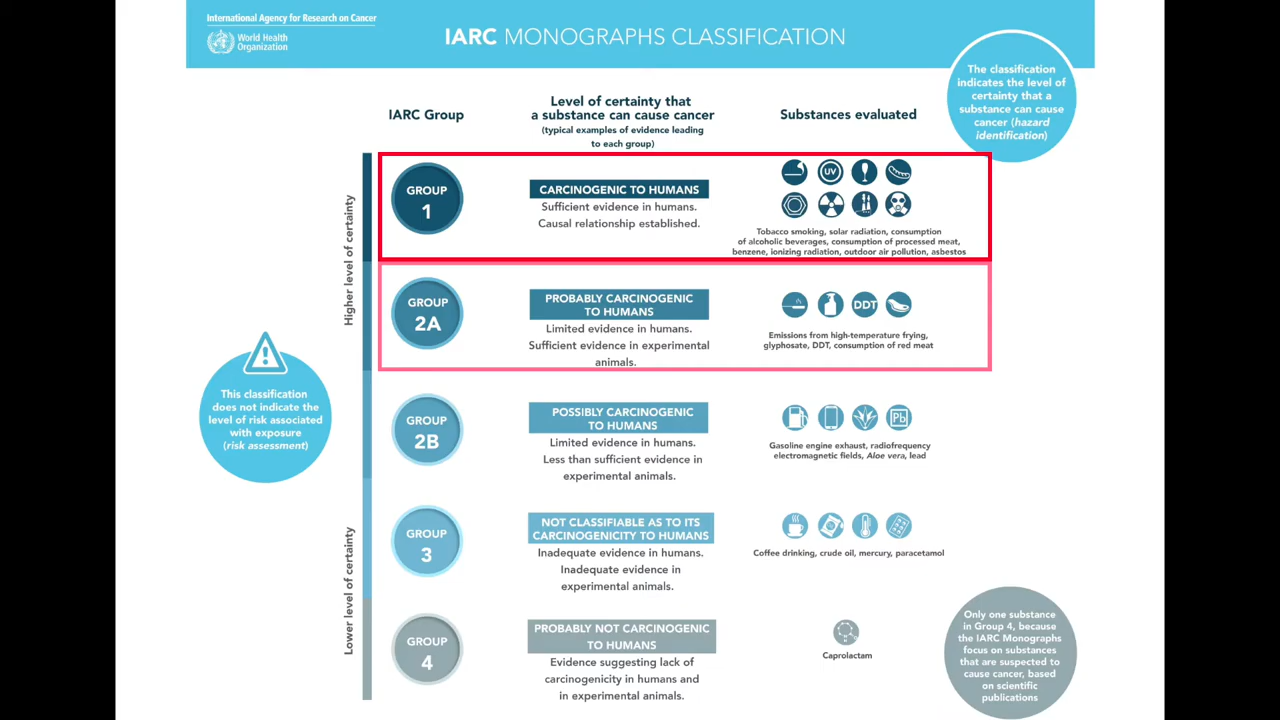 International Agency for Research on Cancer
World Health
Organization
IARC MONOGRAPHS CLASSIFICATION
The classification
indicates the level of
certainty that a
substance can cause
cancer (hazard
identification)
IARC Group
Level of certainty that
a substance can cause cancer
(typical examples of evidence leading
to each group)
Substances evaluated
Higher level of certainty
Lower level of certainty
GROUP
1
CARCINOGENIC TO HUMANS
Sufficient evidence in humans.
Causal relationship established.
UV
Tobacco smoking, solar radiation, consumption
of alcoholic beverages, consumption of processed meat,
benzene, ionizing radiation, outdoor air pollution, asbestos
GROUP
2A
PROBABLY CARCINOGENIC
TO HUMANS
Limited evidence in humans.
Sufficient evidence in experimental
animals.
DDT
Emissions from high-temperature frying,
glyphosate, DDT, consumption of red meat
This classification
does not indicate the
level of risk associated
with exposure
(risk assessment)
GROUP
2B
POSSIBLY CARCINOGENIC
TO HUMANS
Limited evidence in humans.
Less than sufficient evidence in
experimental animals.
Pb
Gasoline engine exhaust, radiofrequency
electromagnetic fields, Aloe vera, lead
GROUP
3
NOT CLASSIFIABLE AS TO ITS
CARCINOGENICITY TO HUMANS
Inadequate evidence in humans.
Inadequate evidence in
experimental animals.
Coffee drinking, crude oil, mercury, paracetamol
GROUP
4
PROBABLY NOT CARCINOGENIC
TO HUMANS
Evidence suggesting lack of
carcinogenicity in humans and
in experimental animals.
Caprolactam
Only one substance
in Group 4, because
the IARC Monographs
focus on substances
that are suspected to
cause cancer, based
on scientific
publications